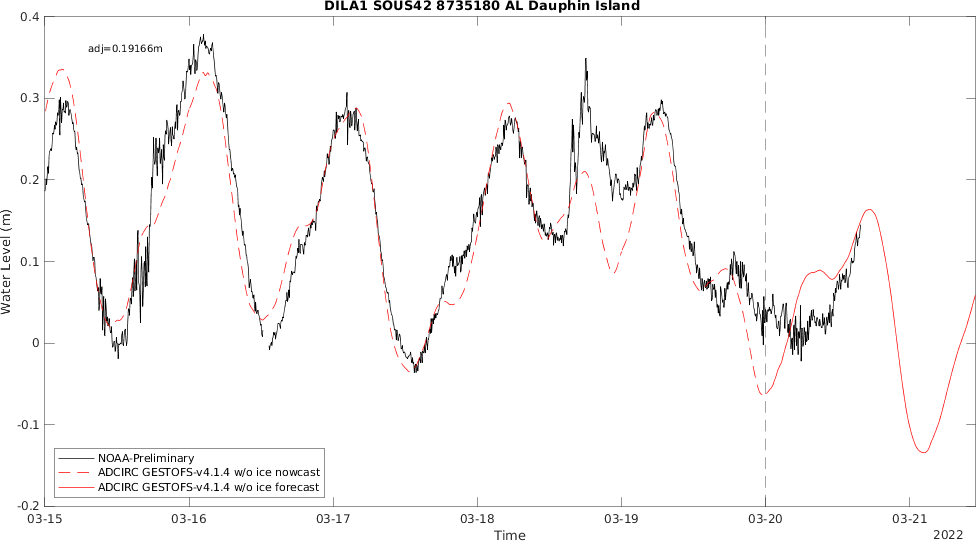 DILA1 SOUS42 8735180 AL Dauphin Island
adj=0.19166m
0.4
0.3
0.2
0.1
0
-0.1
-0.2
Water Level (m)
NOAA-Preliminary
ADCIRC GESTOFS-v4.1.4 w/o ice nowcast
ADCIRC GESTOFS-v4.1.4 w/o ice forecast
03-15 03-16 03-17 03-18 03-19 03-20 03-21
Time
2022